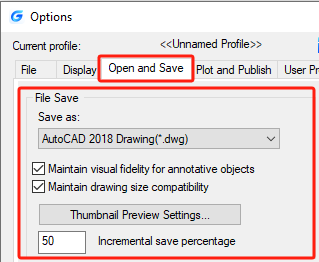 Options
Current profile: <<Unnamed Profile>>
File Display Open and Save Plot and Publish User Pr
File Save
Save as:
AutoCAD 2018 Drawing(*.dwg)
Maintain visual fidelity for annotative objects
Maintain drawing size compatibility
Thumbnail Preview Settings...
50 Incremental save percentage